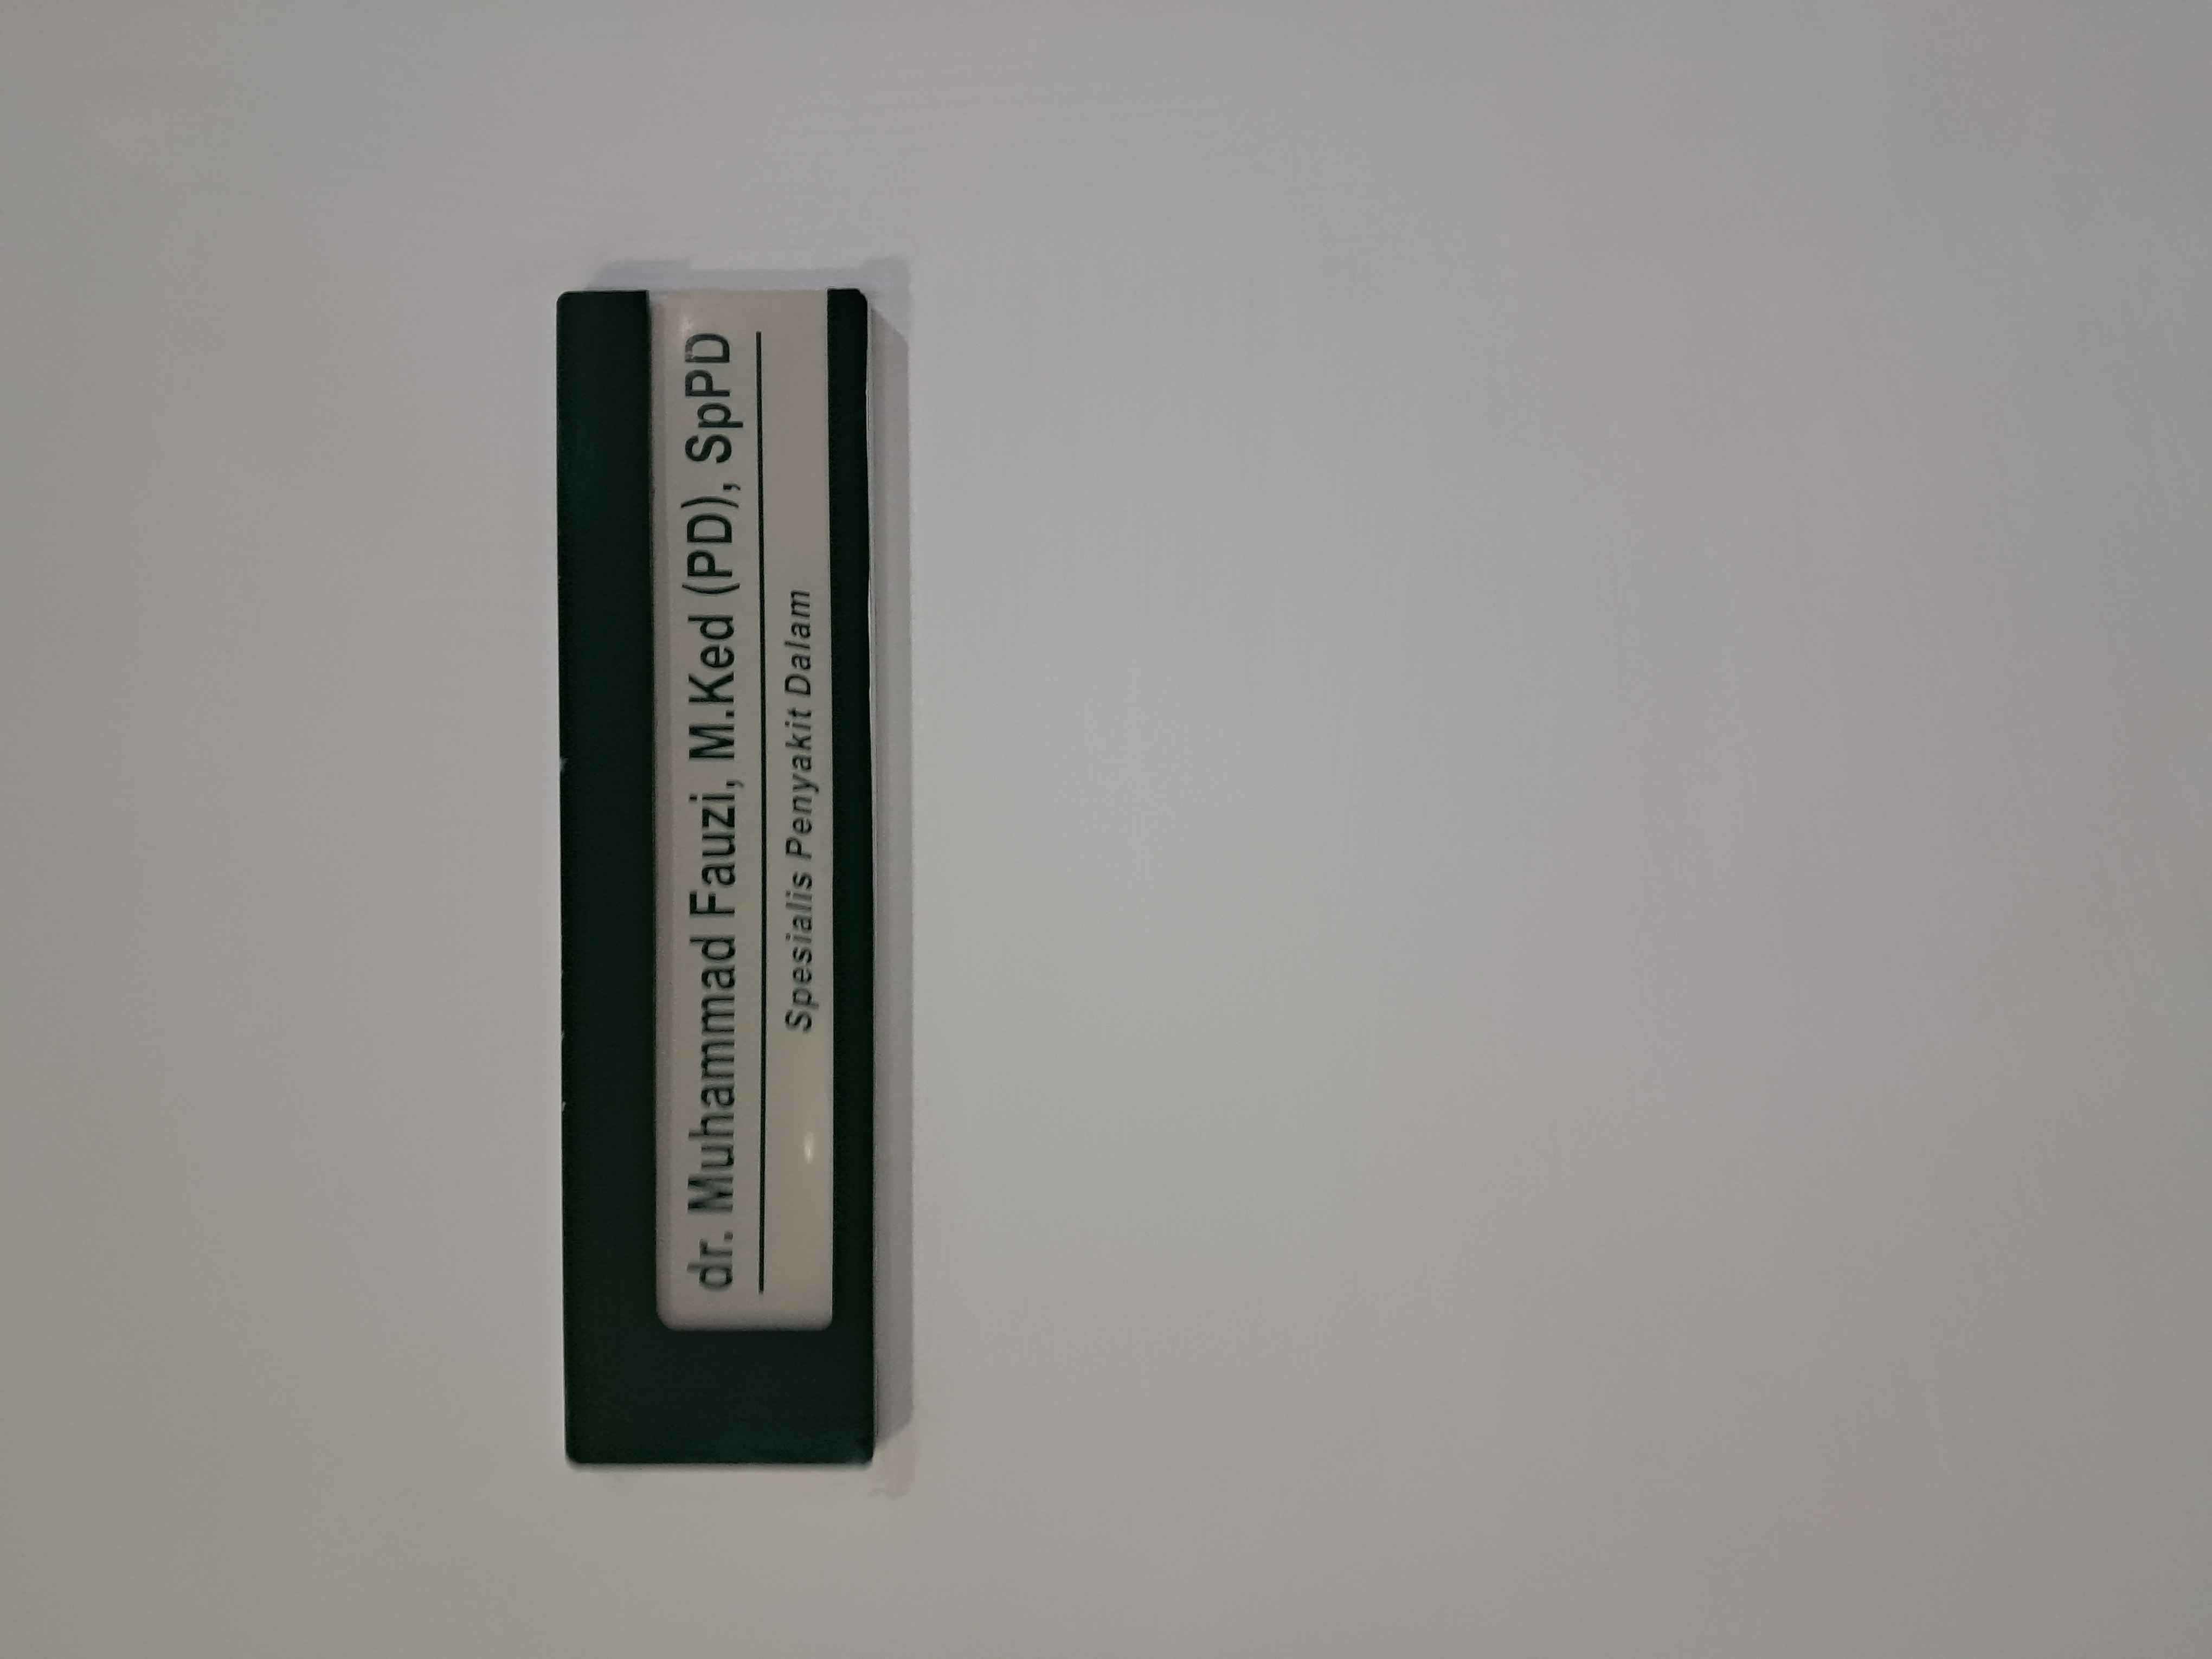 dr. Muhammad Fauzi, M.Ked (PD), SpPD
Spesialis Penyakit Dalam